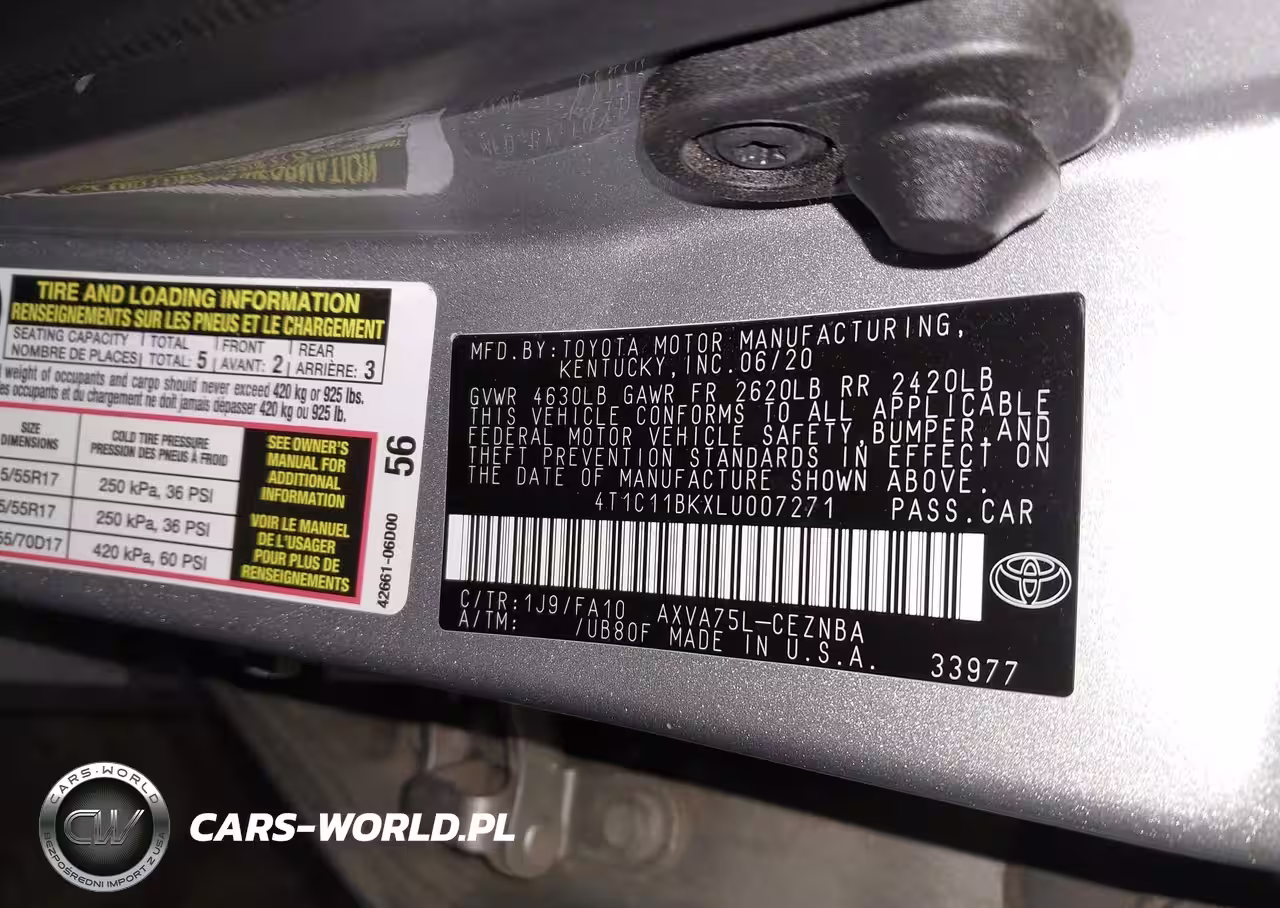 TIRE AND LOADING INFORMATION
RENSEIGNEMENTS SUR LES PNEUS ET LE CHARGEMENT
SEATING CAPACITY TOTAL FRONT REAR
NOMBRE DE PLACES TOTAL: 5 AVANT: 2 ARRIÈRE: 3
weight of occupants and cargo should never exceed 420 kg or 925 lbs.
es occupants et du chargement ne doit jamais dépasser 420 kg ou 925 lb.
SIZE
DIMENSIONS
COLD TIRE PRESSURE
PRESSION DES PNEUS À FROID
5/55R17 250 kPa, 36 PSI
5/55R17 250 kPa, 36 PSI
55/70D17 420 kPa, 60 PSI
SEE OWNER'S
MANUAL FOR
ADDITIONAL
INFORMATION
VOIR LE MANUEL
DE L'USAGER
POUR PLUS DE
RENSEIGNEMENTS
56
42661-06D00
MFD.BY:TOYOTA MOTOR MANUFACTURING,
KENTUCKY, INC.06/20
GVWR 4630LB GAWR FR 2620LB RR 2420LB
THIS VEHICLE CONFORMS TO ALL APPLICABLE
FEDERAL MOTOR VEHICLE SAFETY,BUMPER,AND
THEFT PREVENTION STANDARDS IN EFFECT ON
THE DATE OF MANUFACTURE SHOWN ABOVE.
4T1C11BKXLU007271 PASS.CAR
C/TR:1J9/FA10 AXVA75L-CEZNBA
A/TM: /UB80F MADE IN U.S.A.
33977
CARS-WORLD
CW
BEZPOŚREDNI IMPORT Z USA
CARS-WORLD.PL